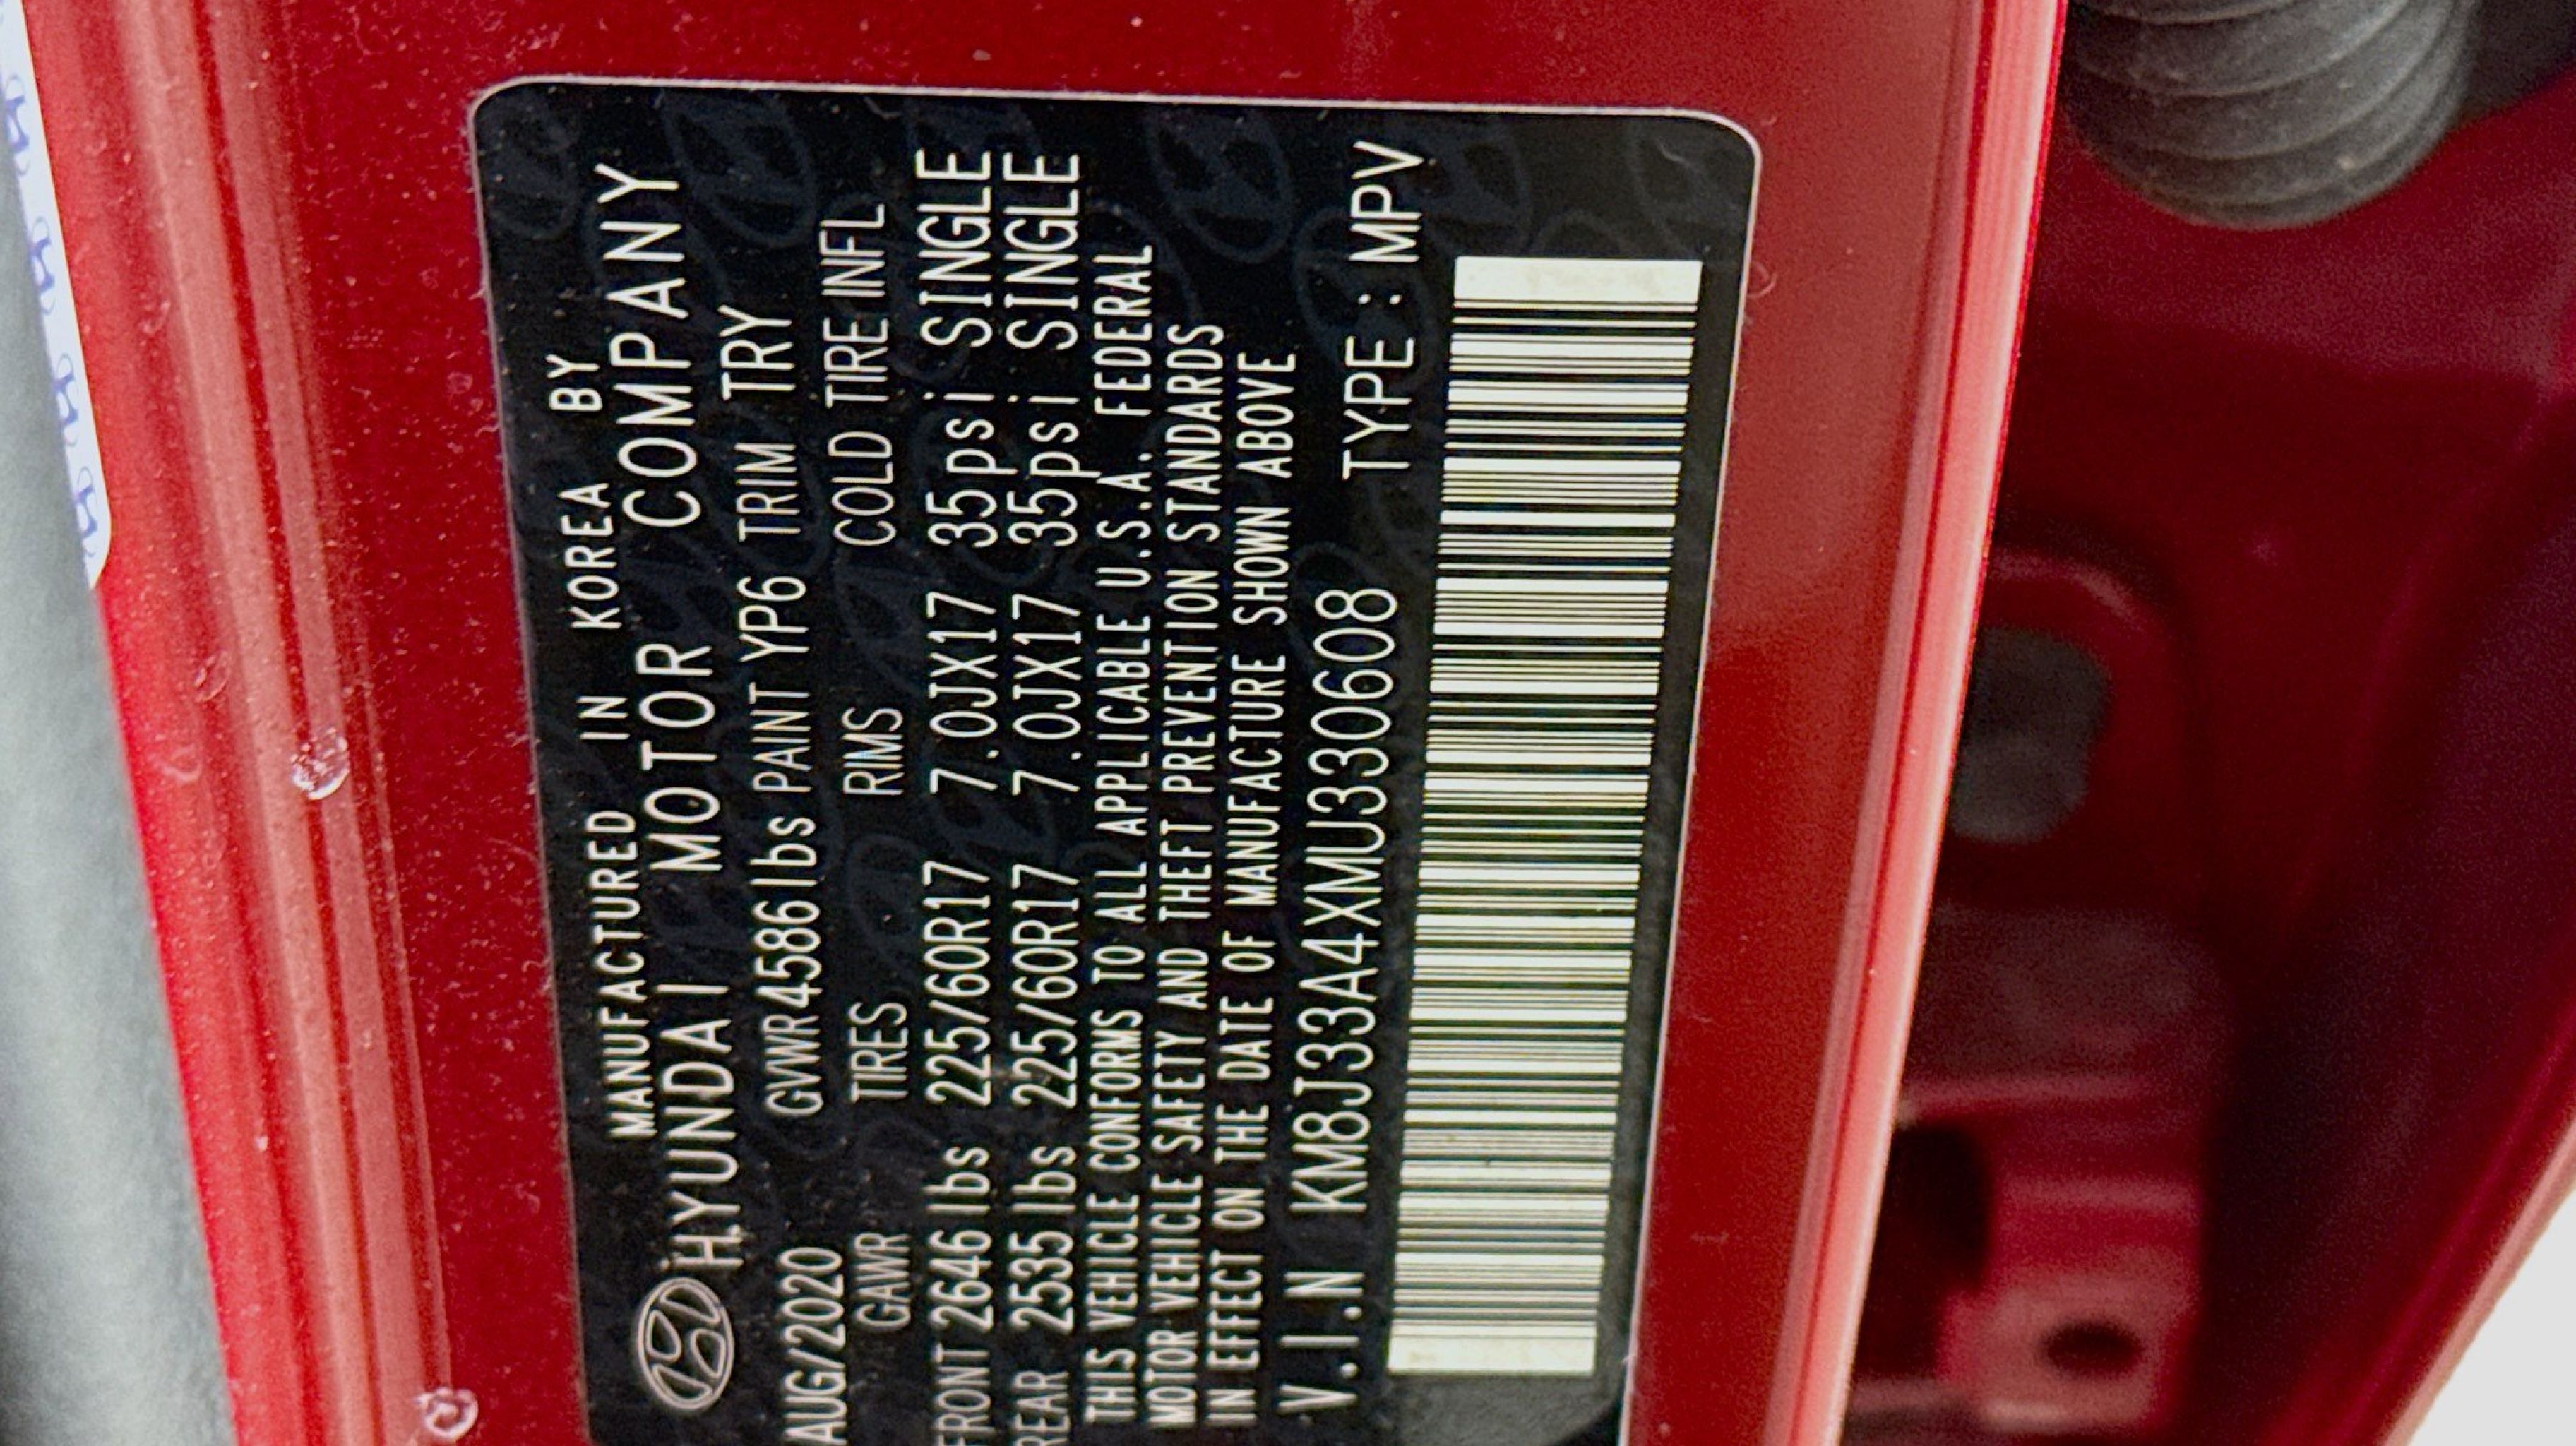 MANUFACTURED IN KOREA BY
HYUNDAI MOTOR COMPANY
AUG/2020 GVWR 4586 lbs PAINT YP6 TRIM TRY
GAWR TIRES RIMS COLD TIRE INFL
FRONT 2646 lbs 225/60R17 7.0JX17 35psi SINGLE
REAR 2535 lbs 225/60R17 7.0JX17 35psi SINGLE
THIS VEHICLE CONFORMS TO ALL APPLICABLE U.S.A. FEDERAL
MOTOR VEHICLE SAFETY AND THEFT PREVENTION STANDARDS
IN EFFECT ON THE DATE OF MANUFACTURE SHOWN ABOVE
V.I.N KM8J33A4XMU330608 TYPE : MPV